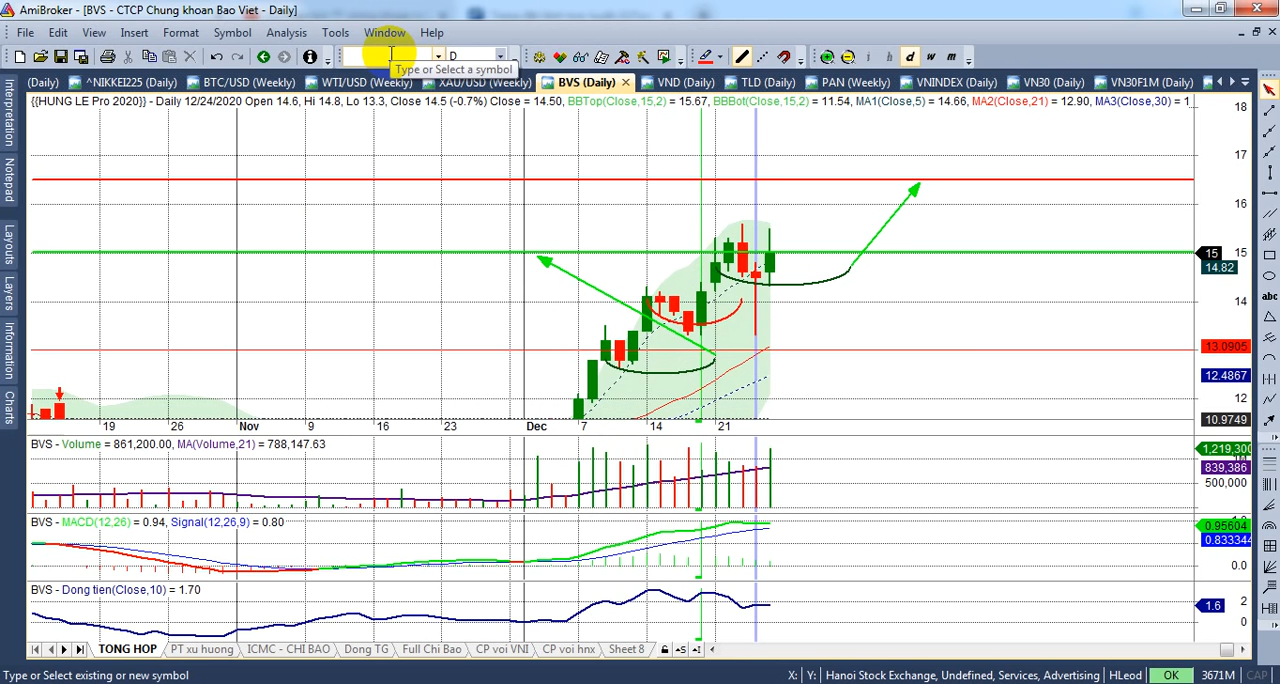 AmiBroker - [BVS - CTCP Chung khoan Bao Viet - Daily]
File Edit View Insert Format Symbol Analysis Tools Window Help
D
Type or Select a symbol
(Daily) ^NIKKEI225 (Daily) BTC/USD (Weekly) WTI/USD (Weekly) XAU/USD (Weekly) BVS (Daily) VND (Daily) TLD (Daily) PAN (Weekly) VNINDEX (Daily) VN30 (Daily) VN30F1M (Daily)
{{HUNG LE Pro 2020}} - Daily 12/24/2020 Open 14.6, Hi 14.8, Lo 13.3, Close 14.5 (-0.7%) Close = 14.50, BBTop(Close,15,2) = 15.67, BBBot(Close,15,2) = 11.54, MA1(Close,5) = 14.66, MA2(Close,21) = 12.90, MA3(Close,30) = 1
18
17
16
15
15
14.82
14
13.0905
12.4867
12
10.9749
19 26 Nov 9 16 23 Dec 7 14 21
BVS - Volume = 861,200.00, MA(Volume,21) = 788,147.63
1,219,300
839,386
500,000
BVS - MACD(12,26) = 0.94, Signal(12,26,9) = 0.80
0.95604
0.833344
0.0
BVS - Dong tien(Close,10) = 1.70
2
1.6
0
TONG HOP PT xu huong ICMC - CHI BAO Dong TG Full Chi Bao CP voi VNI CP voi hnx Sheet 8
Type or Select existing or new symbol X: Y: Hanoi Stock Exchange, Undefined, Services, Advertising HLeod OK 3671M CAP
Interpretation
Notepad
Layouts
Layers
Information
Charts
i h d w m
abc